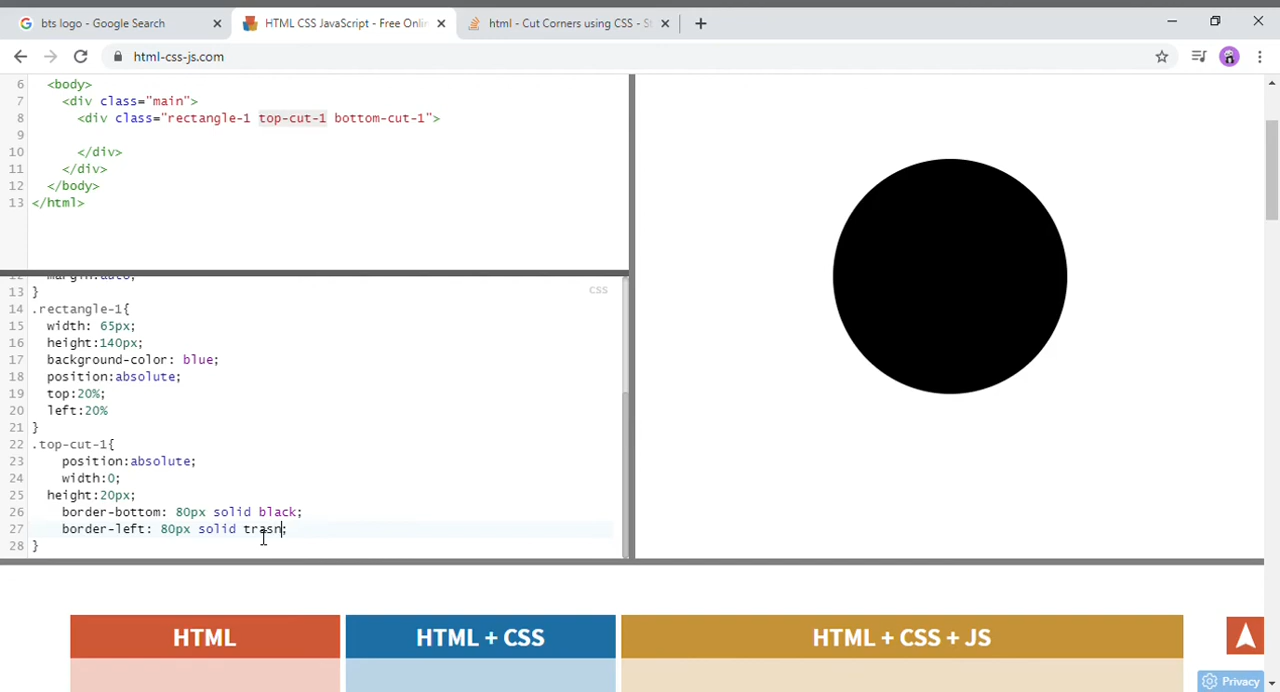 bts logo - Google Search
HTML CSS JavaScript - Free Onli
html - Cut Corners using CSS - S
html-css-js.com
6 <body>
7 <div class="main">
8 <div class="rectangle-1 top-cut-1 bottom-cut-1">
9
10 </div>
11 </div>
12 </body>
13 </html>
CSS
margin:auto;
13 }
14 .rectangle-1{
15 width: 65px;
16 height:140px;
17 background-color: blue;
18 position:absolute;
19 top:20%;
20 left:20%
21 }
22 .top-cut-1{
23 position:absolute;
24 width:0;
25 height:20px;
26 border-bottom: 80px solid black;
27 border-left: 80px solid trasn;
28 }
HTML
HTML + CSS
HTML + CSS + JS
Privacy